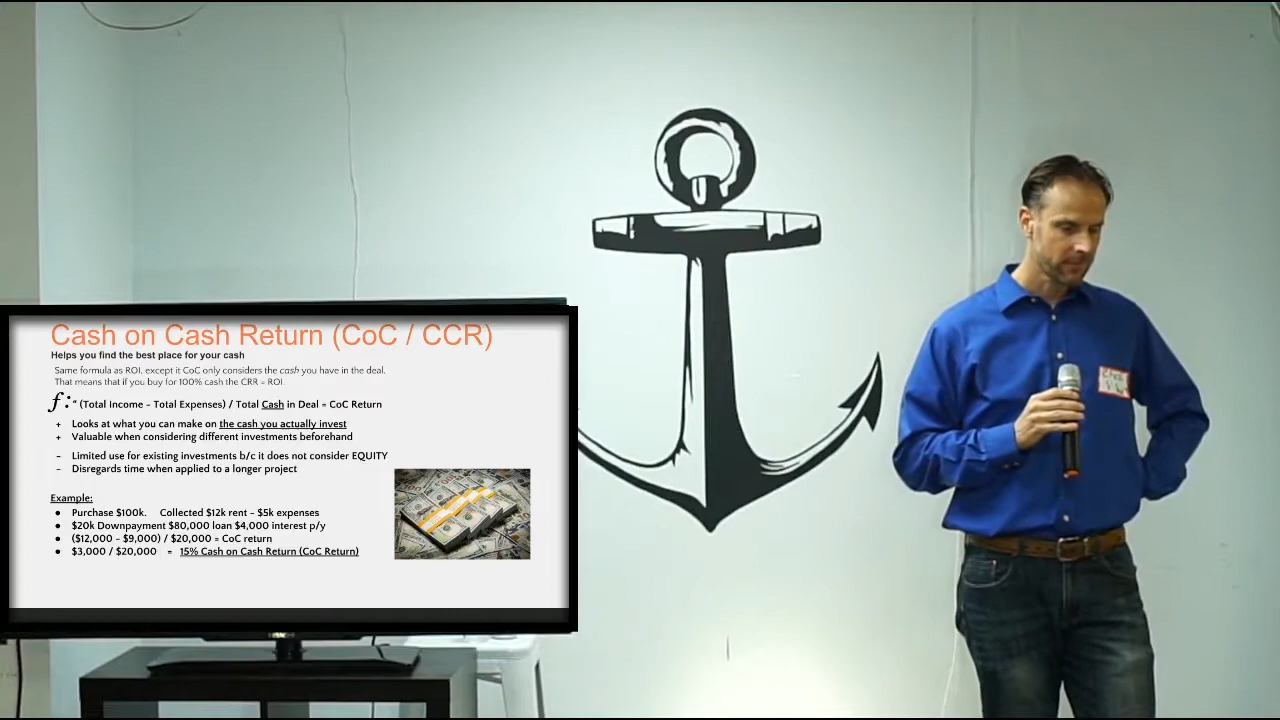 Cash on Cash Return (CoC / CCR)
Helps you find the best place for your cash
Same formula as ROI, except it CoC only considers the cash you have in the deal.
That means that if you buy for 100% cash the CRR = ROI
f: “ (Total Income – Total Expenses) / Total Cash in Deal = CoC Return
+ Looks at what you can make on the cash you actually invest
+ Valuable when considering different investments beforehand
– Limited use for existing investments b/c it does not consider EQUITY
– Disregards time when applied to a longer project
Example:
● Purchase $100k. Collected $12k rent – $5k expenses
● $20k Downpayment $80,000 loan $4,000 interest p/y
● ($12,000 – $9,000) / $20,000 = CoC return
● $3,000 / $20,000 = 15% Cash on Cash Return (CoC Return)